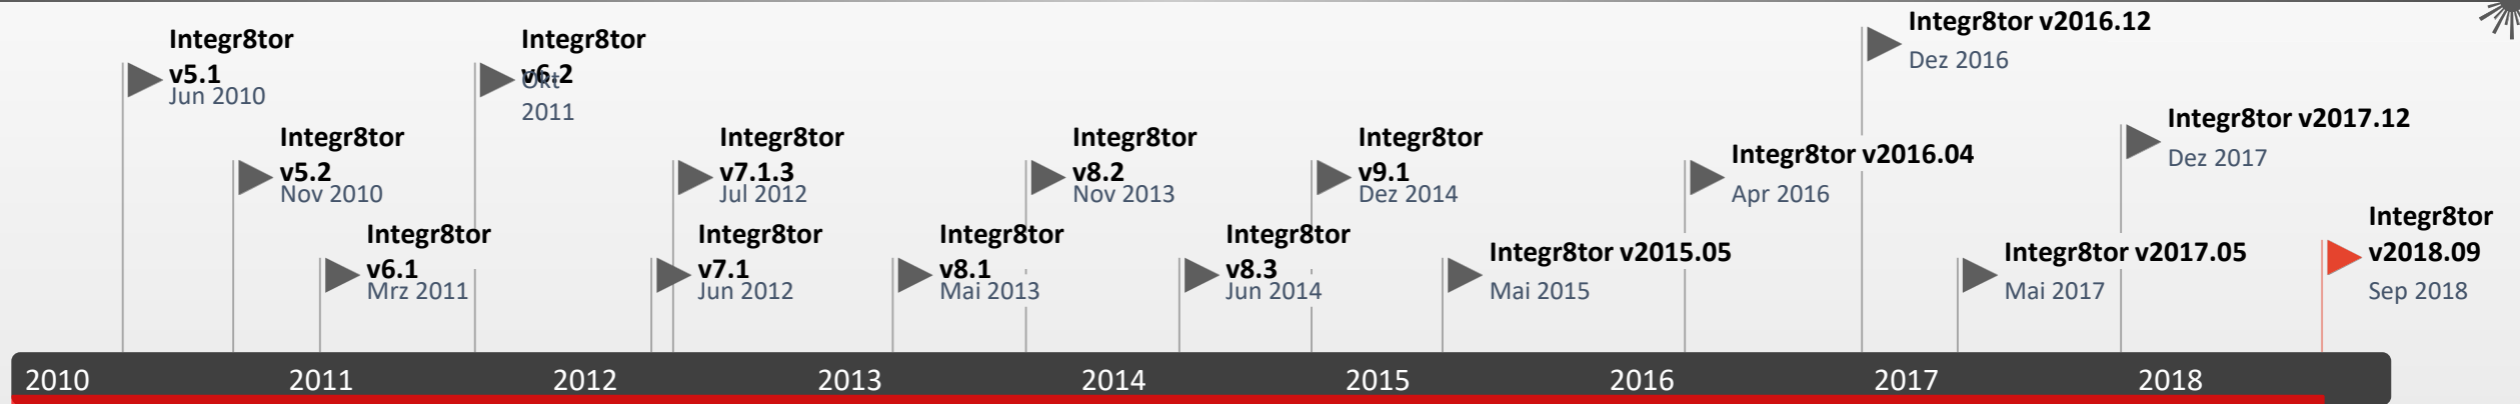 Integr8tor
v5.1
Jun 2010
Integr8tor
v6.2
Okt
2011
Integr8tor v2016.12
Dez 2016
Integr8tor
v5.2
Nov 2010
Integr8tor
v7.1.3
Jul 2012
Integr8tor
v8.2
Nov 2013
Integr8tor
v9.1
Dez 2014
Integr8tor v2016.04
Apr 2016
Integr8tor v2017.12
Dez 2017
Integr8tor
v6.1
Mrz 2011
Integr8tor
v7.1
Jun 2012
Integr8tor
v8.1
Mai 2013
Integr8tor
v8.3
Jun 2014
Integr8tor v2015.05
Mai 2015
Integr8tor v2017.05
Mai 2017
Integr8tor
v2018.09
Sep 2018
2010 2011 2012 2013 2014 2015 2016 2017 2018